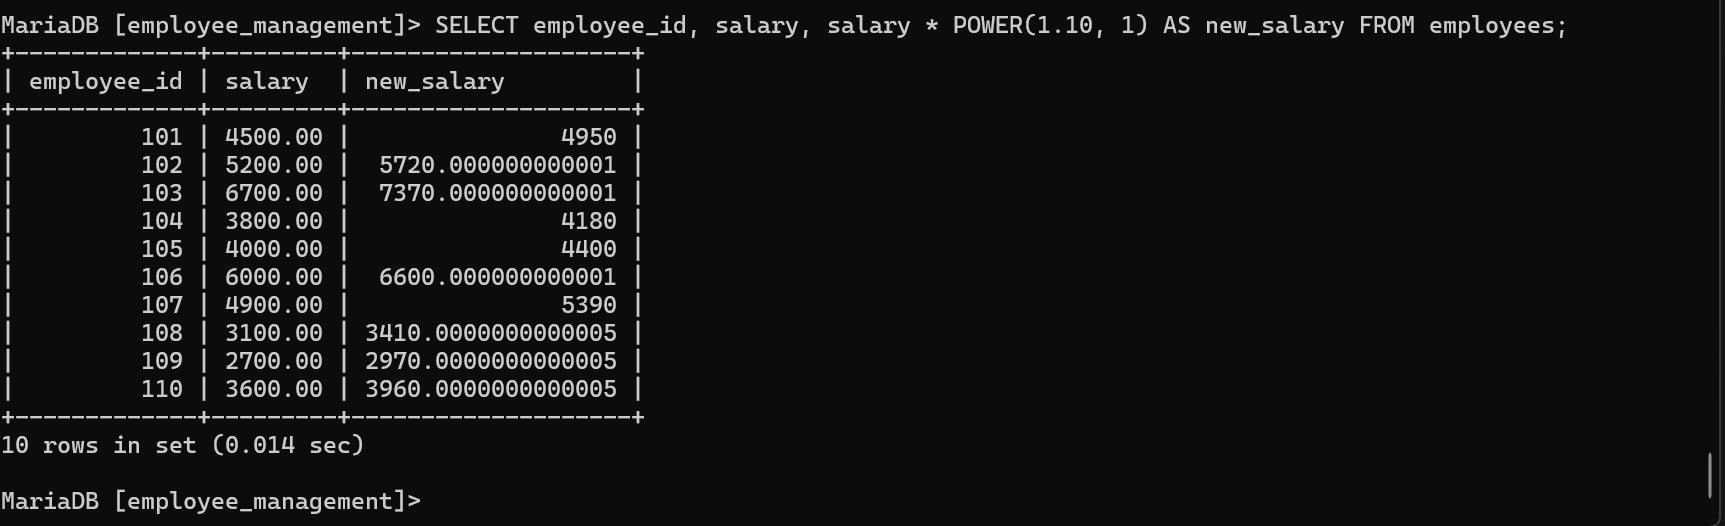 MariaDB [employee_management]> SELECT employee_id, salary, salary * POWER(1.10, 1) AS new_salary FROM employees;
+-------------+---------+--------------------+
| employee_id | salary  | new_salary         |
+-------------+---------+--------------------+
|         101 | 4500.00 |               4950 |
|         102 | 5200.00 |  5720.000000000001 |
|         103 | 6700.00 |  7370.000000000001 |
|         104 | 3800.00 |               4180 |
|         105 | 4000.00 |               4400 |
|         106 | 6000.00 |  6600.000000000001 |
|         107 | 4900.00 |               5390 |
|         108 | 3100.00 | 3410.0000000000005 |
|         109 | 2700.00 | 2970.0000000000005 |
|         110 | 3600.00 | 3960.0000000000005 |
+-------------+---------+--------------------+
10 rows in set (0.014 sec)
MariaDB [employee_management]>